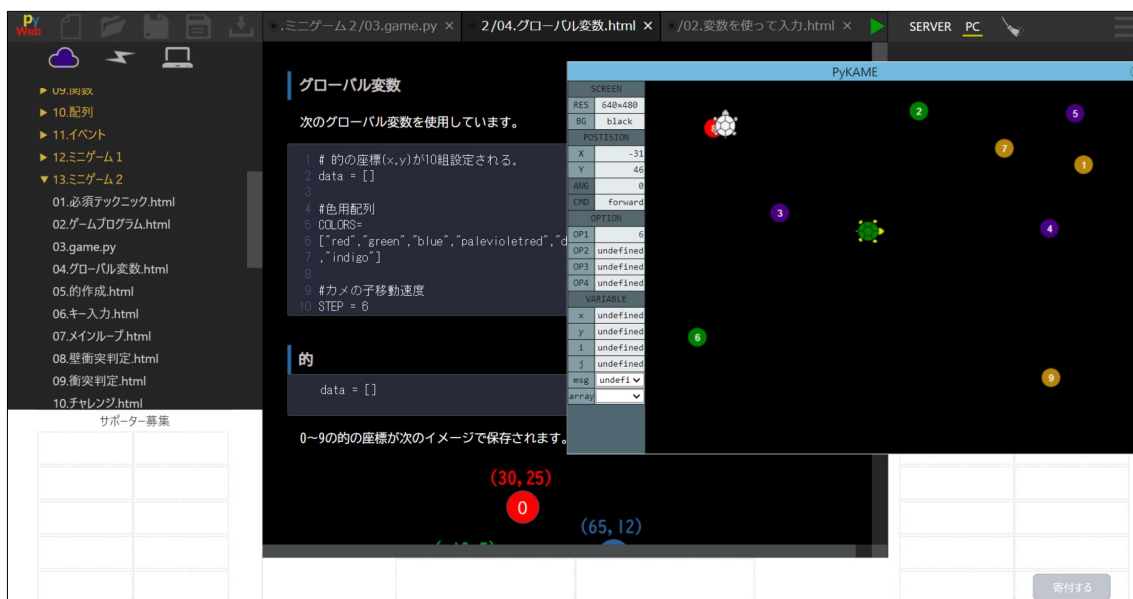 PY
Web
.ミニゲーム2/03.game.py ×
2/04.グローバル変数.html ×
/02.変数を使って入力.html ×
SERVER PC
09.関数
10.配列
11.イベント
12.ミニゲーム1
13.ミニゲーム2
01.必須テックニック.html
02.ゲームプログラム.html
03.game.py
04.グローバル変数.html
05.的作成.html
06.キー入力.html
07.メインループ.html
08.壁衝突判定.html
09.衝突判定.html
10.チャレンジ.html
サポーター募集
グローバル変数
次のグローバル変数を使用しています。
1 # 的の座標(x,y)が10組設定される。
2 data = []
3
4 #色用配列
5 COLORS=
6 ["red","green","blue","palevioletred","d
7 ,"indigo"]
8
9 #カメの子移動速度
10 STEP = 6
的
data = []
0～9の的の座標が次のイメージで保存されます。
(30,25)
0
(65,12)
PyKAME
SCREEN
RES 640×480
BG black
POSTISION
X -31
Y 46
ANG 0
CMD forward
OPTION
OP1 6
OP2 undefined
OP3 undefined
OP4 undefined
VARIABLE
x undefined
y undefined
i undefined
j undefined
msg undefi
array
8
2
5
7
1
3
4
6
9
寄付する